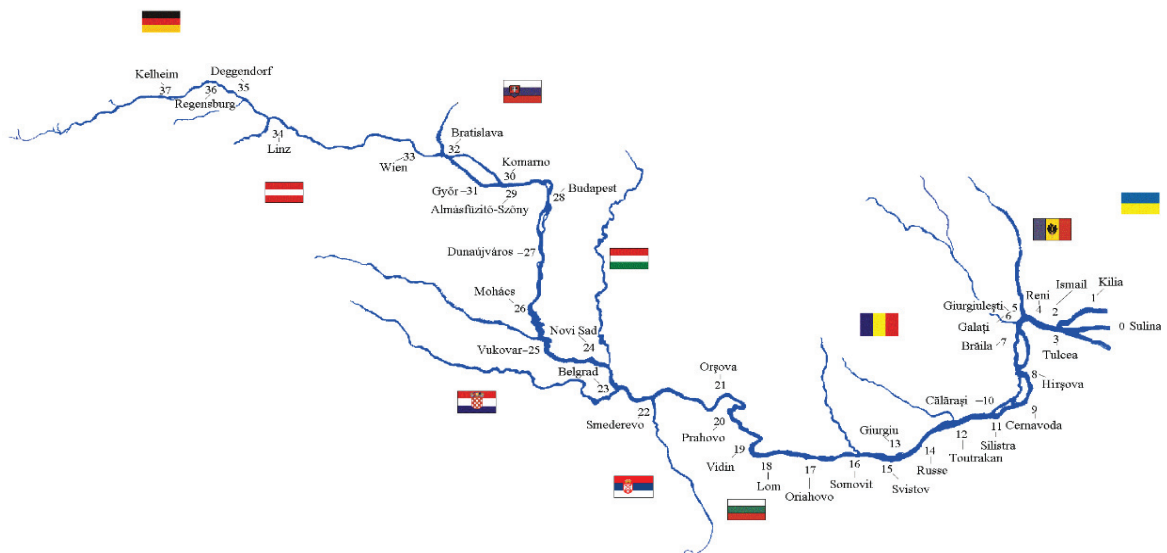 Deggendorf
Kelheim
36
35
37
Regensburg
34
Linz
Bratislava
32
33
Wien
Komarno
30
Győr –31
29
Almásfüzitő-Szőny
Budapest
28
Dunaújváros –27
Mohács
26
Novi Sad
24
Vukovar–25
Belgrad
23
22
Smederevo
Orşova
21
20
Prahovo
19
Vidin
18
Lom
17
Oriahovo
16
Somovit
15
Svistov
Giurgiu
13
14
Russe
12
Toutrakan
11
Silistra
Călăraşi –10
9
Cernavoda
8
Hirşova
Brăila –7
Galaţi
6
Giurgiuleşti 5
Reni
4
Ismail
2
3
Tulcea
Kilia
1
0 Sulina